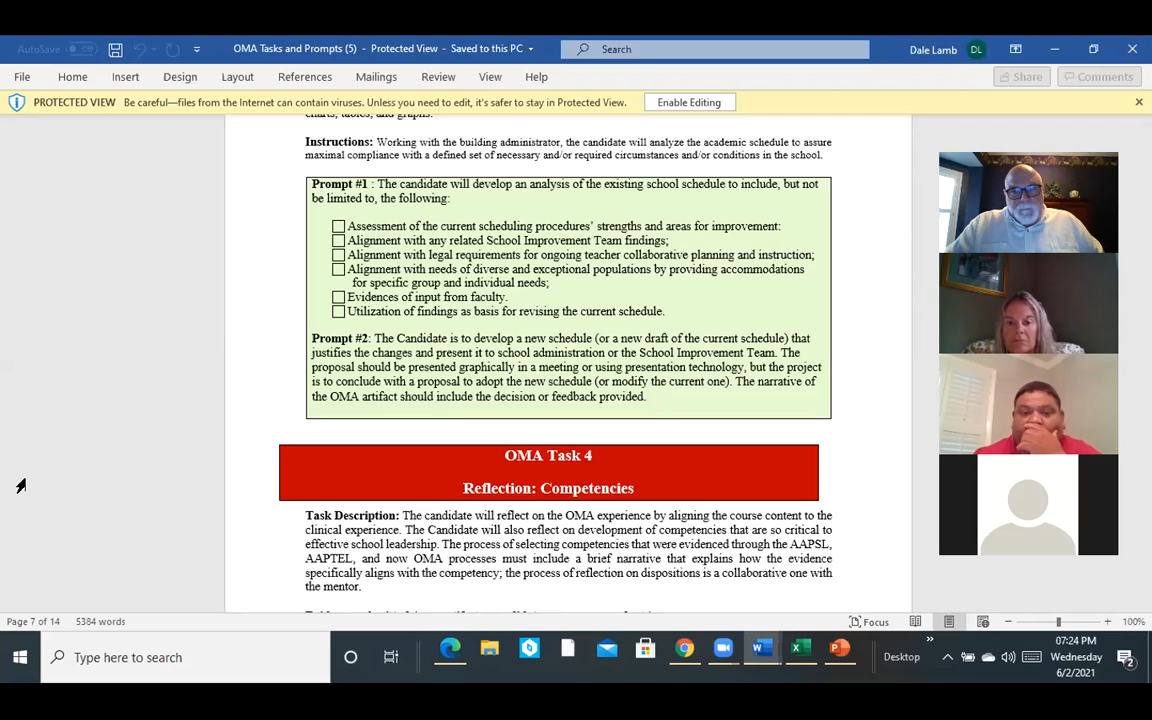 AutoSave
OMA Tasks and Prompts (5) - Protected View - Saved to this PC
Search
Dale Lamb
DL
File Home Insert Design Layout References Mailings Review View Help
Share Comments
PROTECTED VIEW Be careful—files from the Internet can contain viruses. Unless you need to edit, it's safer to stay in Protected View.
Enable Editing
charts, tables, and graphs.
Instructions: Working with the building administrator, the candidate will analyze the academic schedule to assure
maximal compliance with a defined set of necessary and/or required circumstances and/or conditions in the school.
Prompt #1 : The candidate will develop an analysis of the existing school schedule to include, but not
be limited to, the following:
Assessment of the current scheduling procedures' strengths and areas for improvement:
Alignment with any related School Improvement Team findings;
Alignment with legal requirements for ongoing teacher collaborative planning and instruction;
Alignment with needs of diverse and exceptional populations by providing accommodations
for specific group and individual needs;
Evidences of input from faculty.
Utilization of findings as basis for revising the current schedule.
Prompt #2: The Candidate is to develop a new schedule (or a new draft of the current schedule) that
justifies the changes and present it to school administration or the School Improvement Team. The
proposal should be presented graphically in a meeting or using presentation technology, but the project
is to conclude with a proposal to adopt the new schedule (or modify the current one). The narrative of
the OMA artifact should include the decision or feedback provided.
OMA Task 4
Reflection: Competencies
Task Description: The candidate will reflect on the OMA experience by aligning the course content to the
clinical experience. The Candidate will also reflect on development of competencies that are so critical to
effective school leadership. The process of selecting competencies that were evidenced through the AAPSL,
AAPTEL, and now OMA processes must include a brief narrative that explains how the evidence
specifically aligns with the competency; the process of reflection on dispositions is a collaborative one with
the mentor.
Page 7 of 14 5384 words
Focus
100%
Type here to search
Desktop
07:24 PM
Wednesday
6/2/2021
2